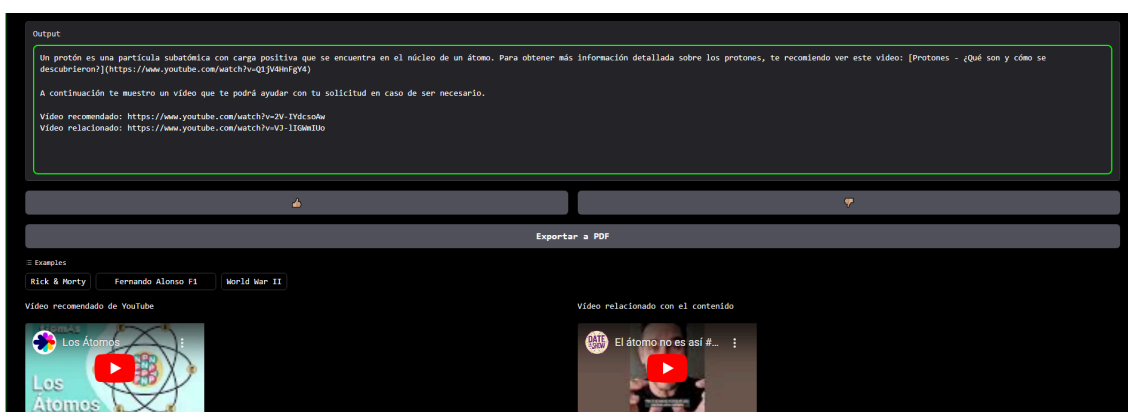 Output
Un protón es una partícula subatómica con carga positiva que se encuentra en el núcleo de un átomo. Para obtener más información detallada sobre los protones, te recomiendo ver este video: [Protones - ¿Qué son y cómo se
descubrieron?](https://www.youtube.com/watch?v=Q1jV4HnFgY4)
A continuación te muestro un vídeo que te podrá ayudar con tu solicitud en caso de ser necesario.
Vídeo recomendado: https://www.youtube.com/watch?v=2V-IYdcsoAw
Vídeo relacionado: https://www.youtube.com/watch?v=VJ-lIGWmIUo
Exportar a PDF
Examples
Rick & Morty
Fernando Alonso F1
World War II
Vídeo recomendado de YouTube
Vídeo relacionado con el contenido
Los Átomos
Los
Átomos
DATE
SHOW
El átomo no es así #...